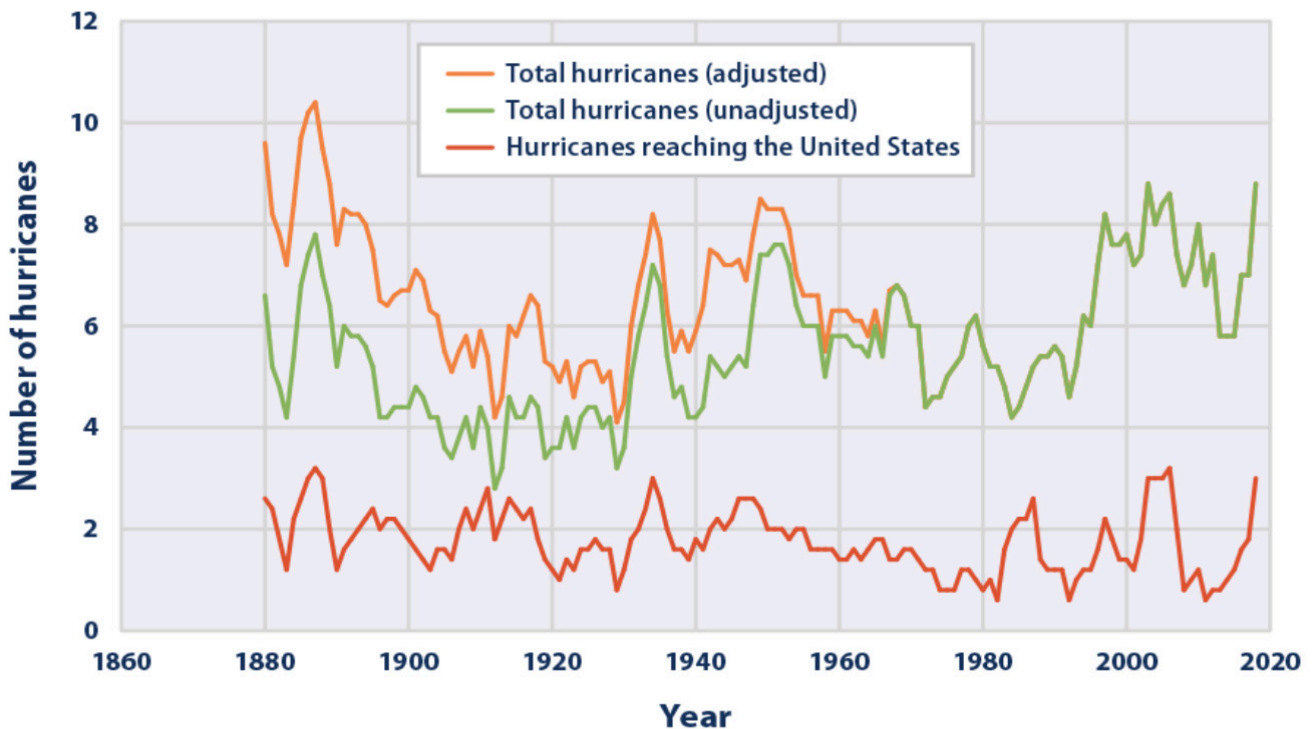 12
Total hurricanes (adjusted)
Total hurricanes (unadjusted)
Hurricanes reaching the United States
10
8
6
4
2
0
Number of hurricanes
1860 1880 1900 1920 1940 1960 1980 2000 2020
Year